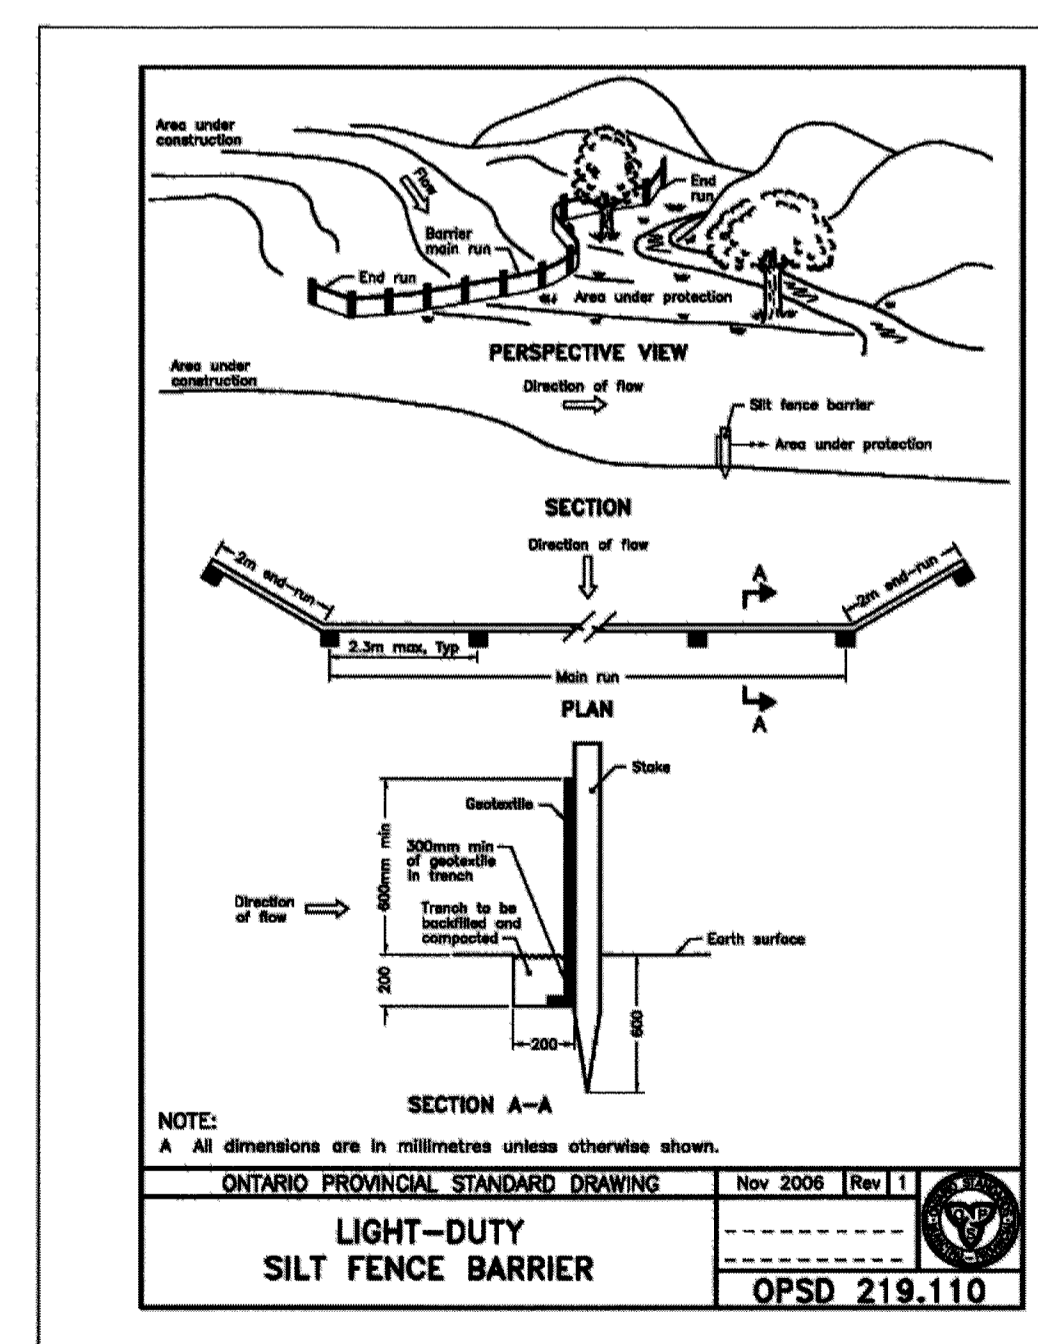 Area under
construction
Flow
End
run
Barrier
main run
End run
Area under protection
PERSPECTIVE VIEW
Area under
construction
Direction of flow
Silt fence barrier
Area under protection
SECTION
Direction of flow
2m end-run
A
2m end-run
2.3m max, Typ
Main run
PLAN
A
Stake
Geotextile
600mm min
300mm min
of geotextile
in trench
Direction
of flow
Trench to be
backfilled and
compacted
Earth surface
200
200
600
SECTION A-A
NOTE:
A All dimensions are in millimetres unless otherwise shown.
ONTARIO PROVINCIAL STANDARD DRAWING
Nov 2006 Rev 1
LIGHT-DUTY
SILT FENCE BARRIER
O P S
OPSD 219.110